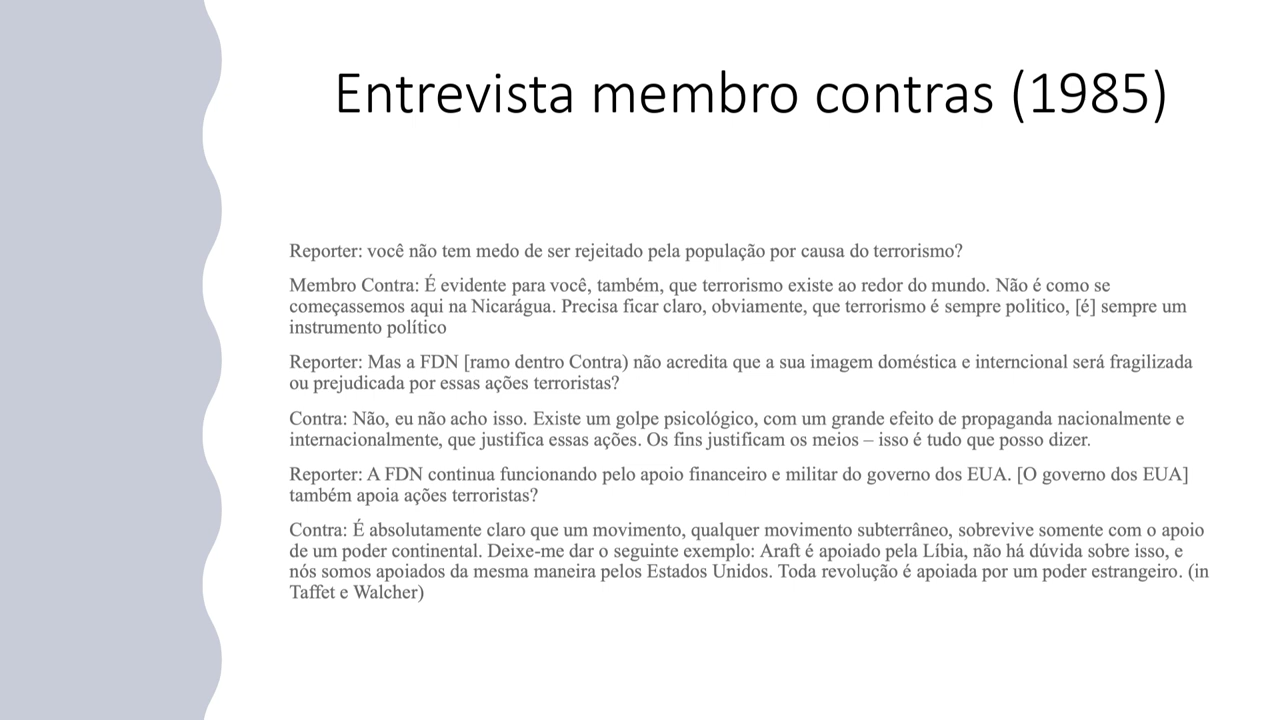 Entrevista membro contras (1985)
Reporter: você não tem medo de ser rejeitado pela população por causa do terrorismo?
Membro Contra: É evidente para você, também, que terrorismo existe ao redor do mundo. Não é como se
começassemos aqui na Nicarágua. Precisa ficar claro, obviamente, que terrorismo é sempre politico, [é] sempre um
instrumento político
Reporter: Mas a FDN [ramo dentro Contra) não acredita que a sua imagem doméstica e interncional será fragilizada
ou prejudicada por essas ações terroristas?
Contra: Não, eu não acho isso. Existe um golpe psicológico, com um grande efeito de propaganda nacionalmente e
internacionalmente, que justifica essas ações. Os fins justificam os meios – isso é tudo que posso dizer.
Reporter: A FDN continua funcionando pelo apoio financeiro e militar do governo dos EUA. [O governo dos EUA]
também apoia ações terroristas?
Contra: É absolutamente claro que um movimento, qualquer movimento subterrâneo, sobrevive somente com o apoio
de um poder continental. Deixe-me dar o seguinte exemplo: Araft é apoiado pela Líbia, não há dúvida sobre isso, e
nós somos apoiados da mesma maneira pelos Estados Unidos. Toda revolução é apoiada por um poder estrangeiro. (in
Taffet e Walcher)